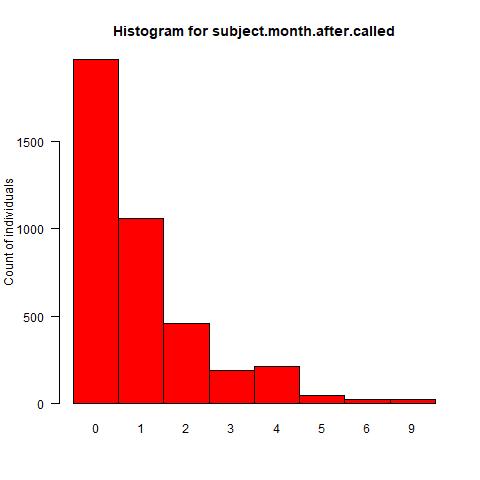 Histogram for subject.month.after.called
Count of individuals
1500
1000
500
0
0 1 2 3 4 5 6 9